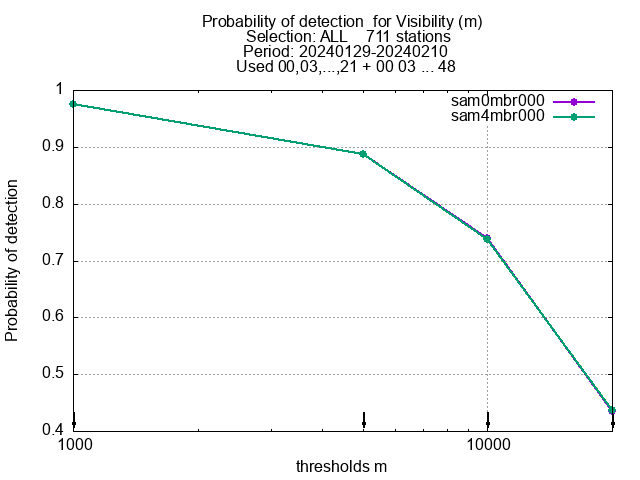 Probability of detection  for Visibility (m)
Selection: ALL    711 stations
Period: 20240129-20240210
Used 00,03,...,21 + 00 03 ... 48
sam0mbr000
sam4mbr000
1
0.9
0.8
0.7
0.6
0.5
0.4
Probability of detection
1000
10000
thresholds m